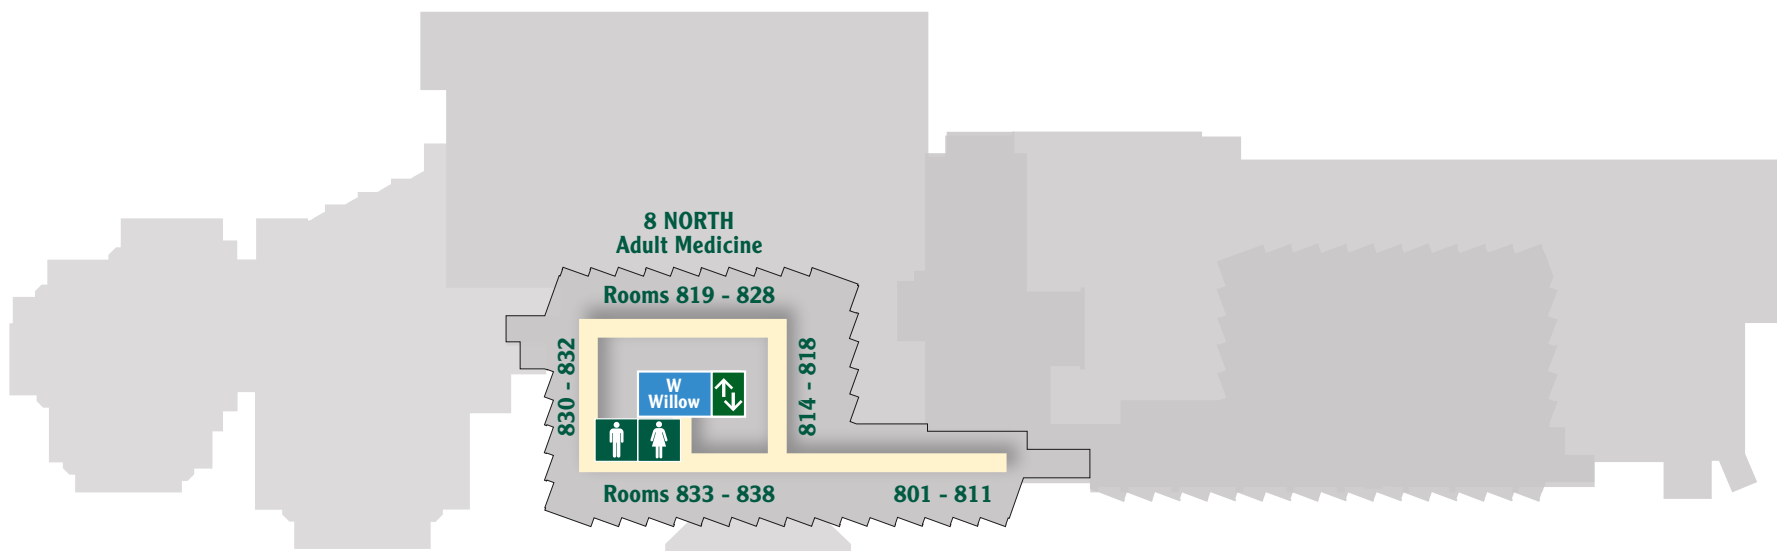 8 NORTH
Adult Medicine
Rooms 819 - 828
830 - 832
814 - 818
W
Willow
Rooms 833 - 838
801 - 811